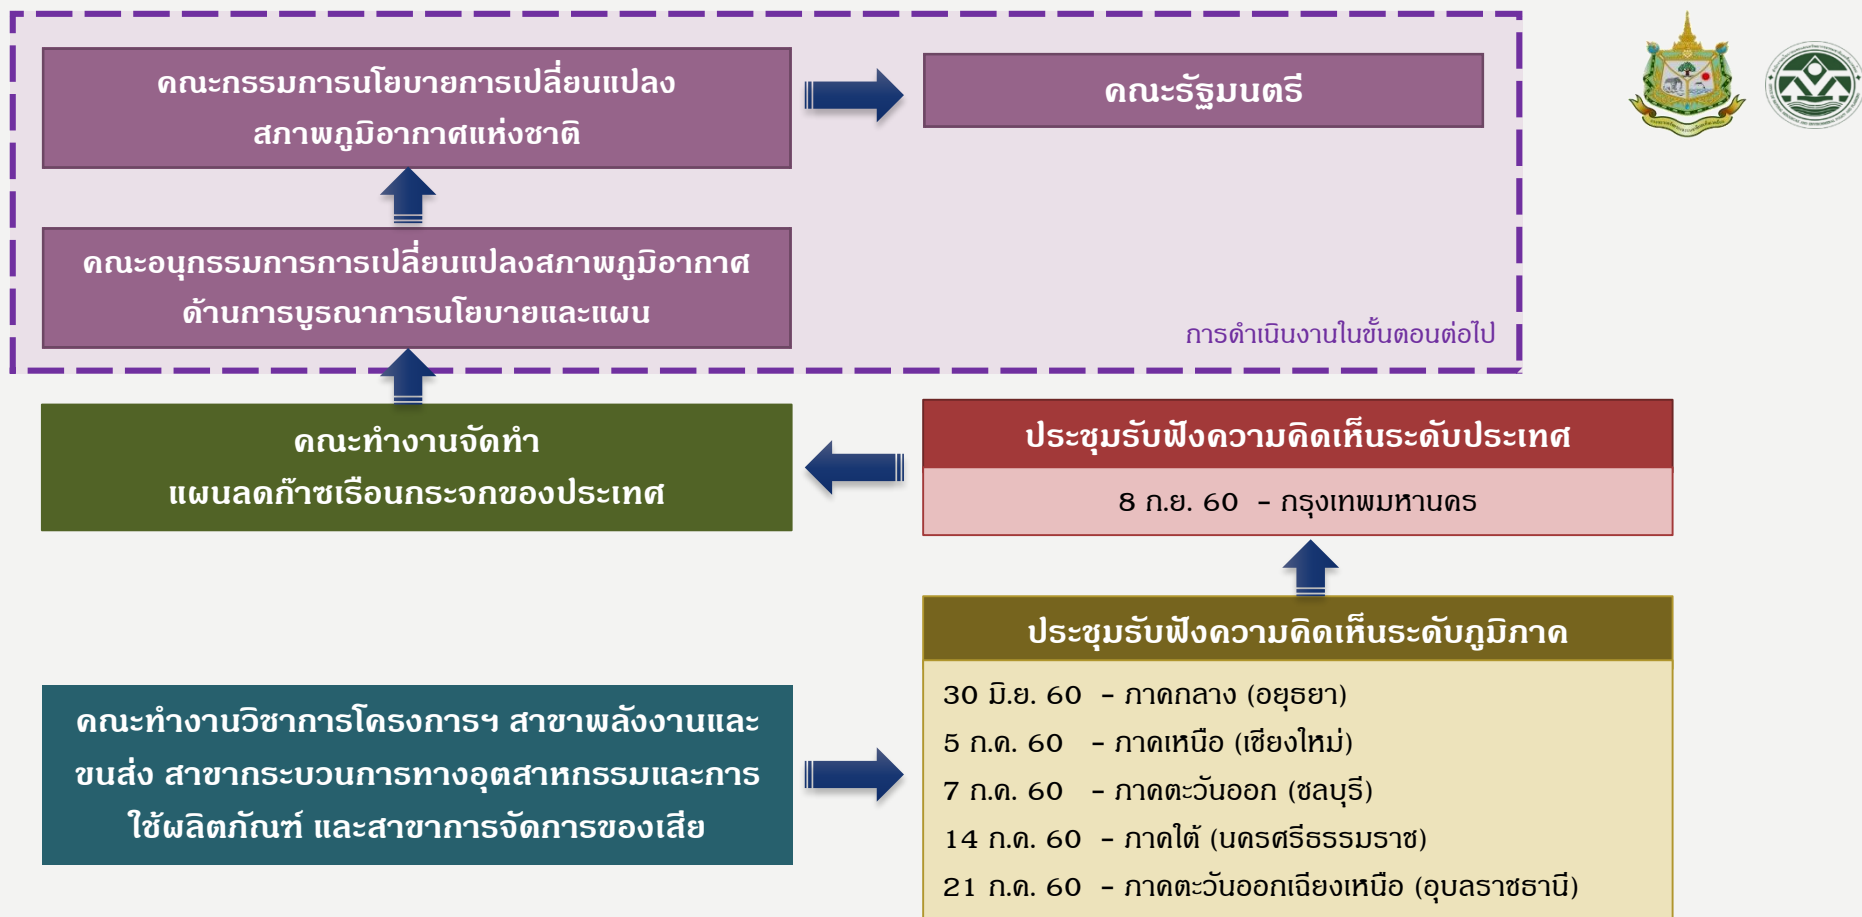 คณะกรรมการนโยบายการเปลี่ยนแปลง
สภาพภูมิอากาศแห่งชาติ
คณะรัฐมนตรี
คณะอนุกรรมการการเปลี่ยนแปลงสภาพภูมิอากาศ
ด้านการบูรณาการนโยบายและแผน
การดำเนินงานในขั้นตอนต่อไป
คณะทำงานจัดทำ
แผนลดก๊าซเรือนกระจกของประเทศ
ประชุมรับฟังความคิดเห็นระดับประเทศ
8 ก.ย. 60 – กรุงเทพมหานคร
ประชุมรับฟังความคิดเห็นระดับภูมิภาค
30 มิ.ย. 60 – ภาคกลาง (อยุธยา)
5 ก.ค. 60 – ภาคเหนือ (เชียงใหม่)
7 ก.ค. 60 – ภาคตะวันออก (ชลบุรี)
14 ก.ค. 60 – ภาคใต้ (นครศรีธรรมราช)
21 ก.ค. 60 – ภาคตะวันออกเฉียงเหนือ (อุบลราชธานี)
คณะทำงานวิชาการโครงการฯ สาขาพลังงานและ
ขนส่ง สาขากระบวนการทางอุตสาหกรรมและการ
ใช้ผลิตภัณฑ์ และสาขาการจัดการของเสีย